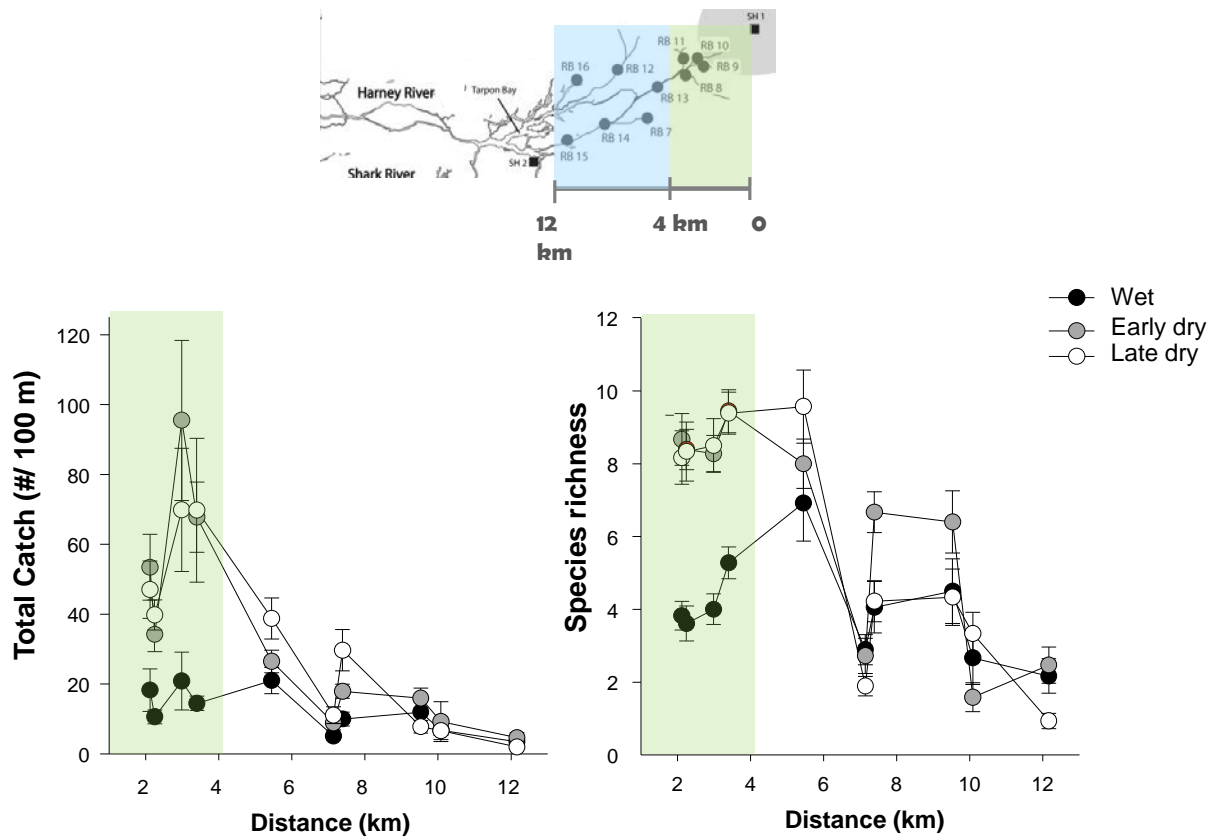 SH 1
RB 11
RB 10
RB 9
RB 8
RB 16
RB 12
RB 13
Harney River
Tarpon Bay
RB 14
RB 7
RB 15
SH 2
Shark River
12 km
4 km
0
Wet
Early dry
Late dry
Total Catch (#/ 100 m)
120
100
80
60
40
20
0
2 4 6 8 10 12
Distance (km)
Species richness
12
10
8
6
4
2
0
2 4 6 8 10 12
Distance (km)